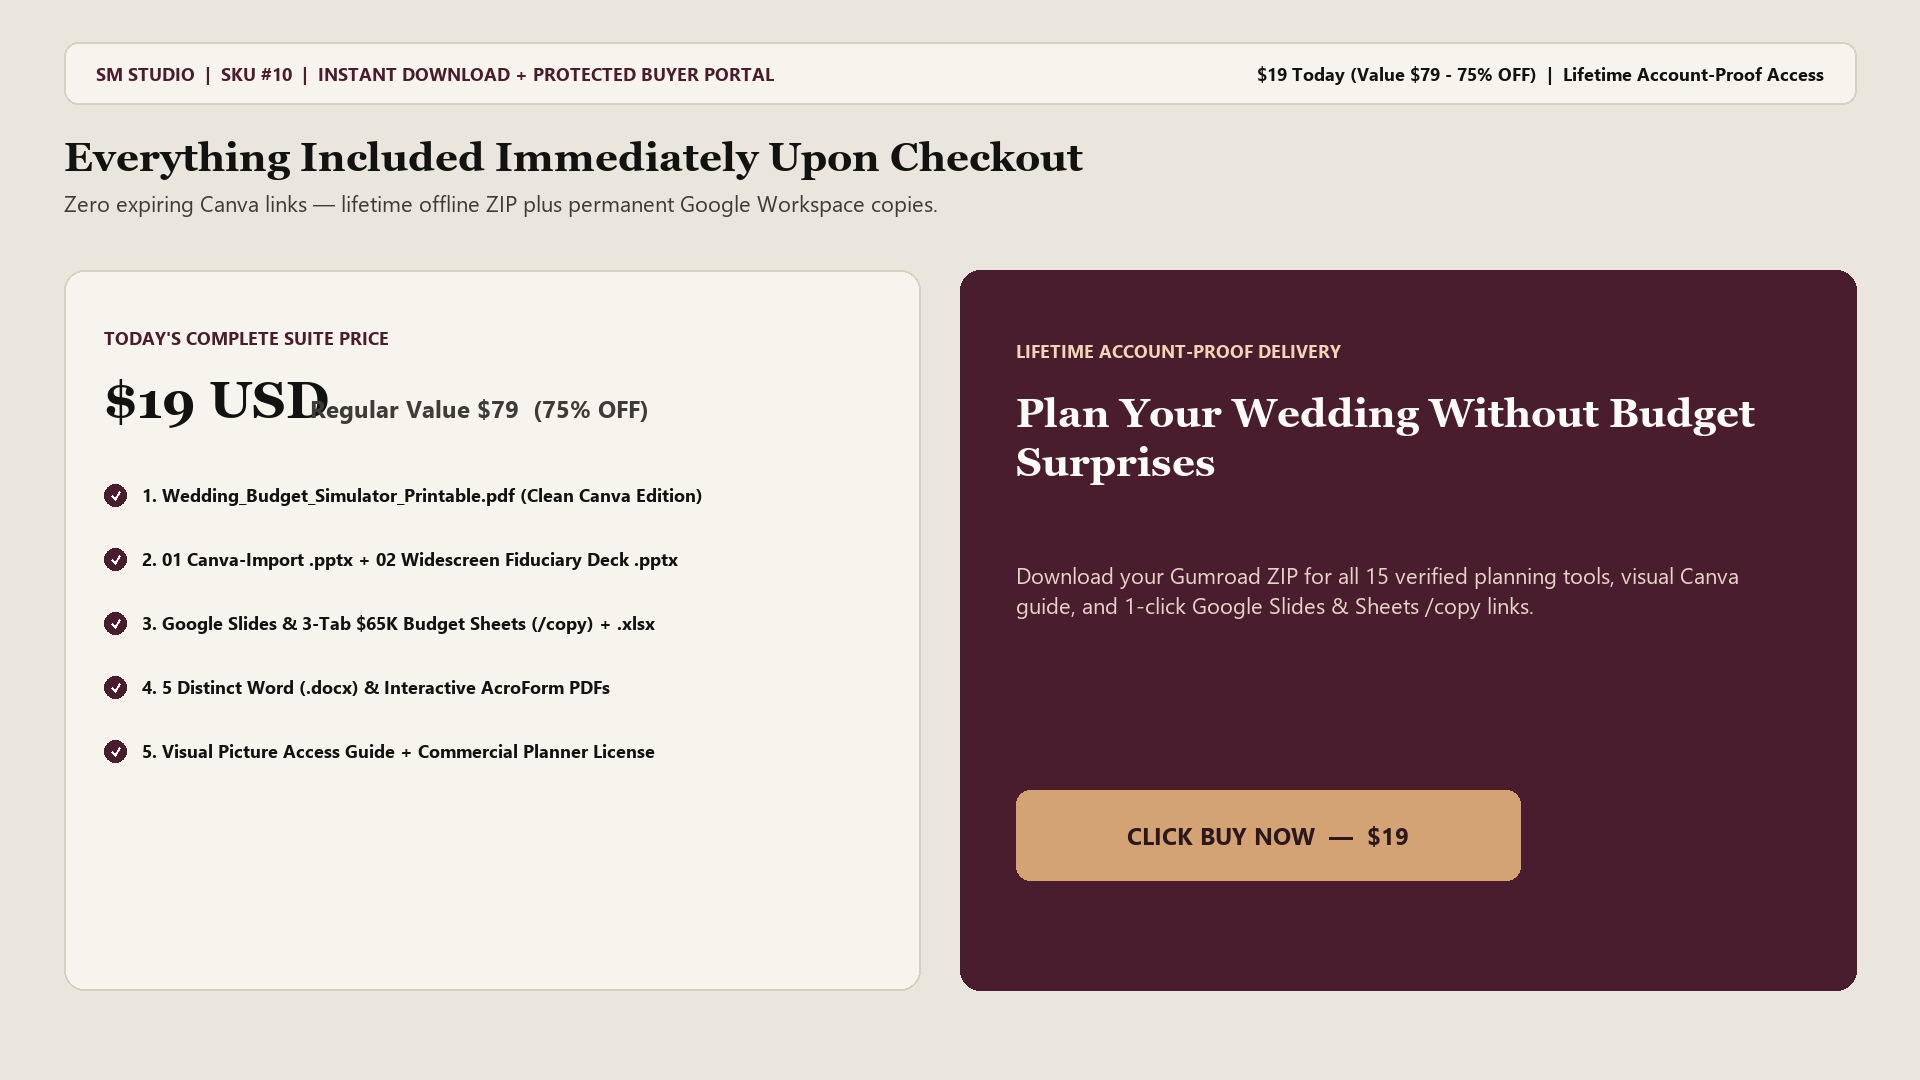 SM STUDIO | SKU #10 | INSTANT DOWNLOAD + PROTECTED BUYER PORTAL
$19 Today (Value $79 - 75% OFF) | Lifetime Account-Proof Access
Everything Included Immediately Upon Checkout
Zero expiring Canva links — lifetime offline ZIP plus permanent Google Workspace copies.
TODAY'S COMPLETE SUITE PRICE
$19 USD
Regular Value $79 (75% OFF)
1. Wedding_Budget_Simulator_Printable.pdf (Clean Canva Edition)
2. 01 Canva-Import .pptx + 02 Widescreen Fiduciary Deck .pptx
3. Google Slides & 3-Tab $65K Budget Sheets (/copy) + .xlsx
4. 5 Distinct Word (.docx) & Interactive AcroForm PDFs
5. Visual Picture Access Guide + Commercial Planner License
LIFETIME ACCOUNT-PROOF DELIVERY
Plan Your Wedding Without Budget
Surprises
Download your Gumroad ZIP for all 15 verified planning tools, visual Canva
guide, and 1-click Google Slides & Sheets /copy links.
CLICK BUY NOW — $19